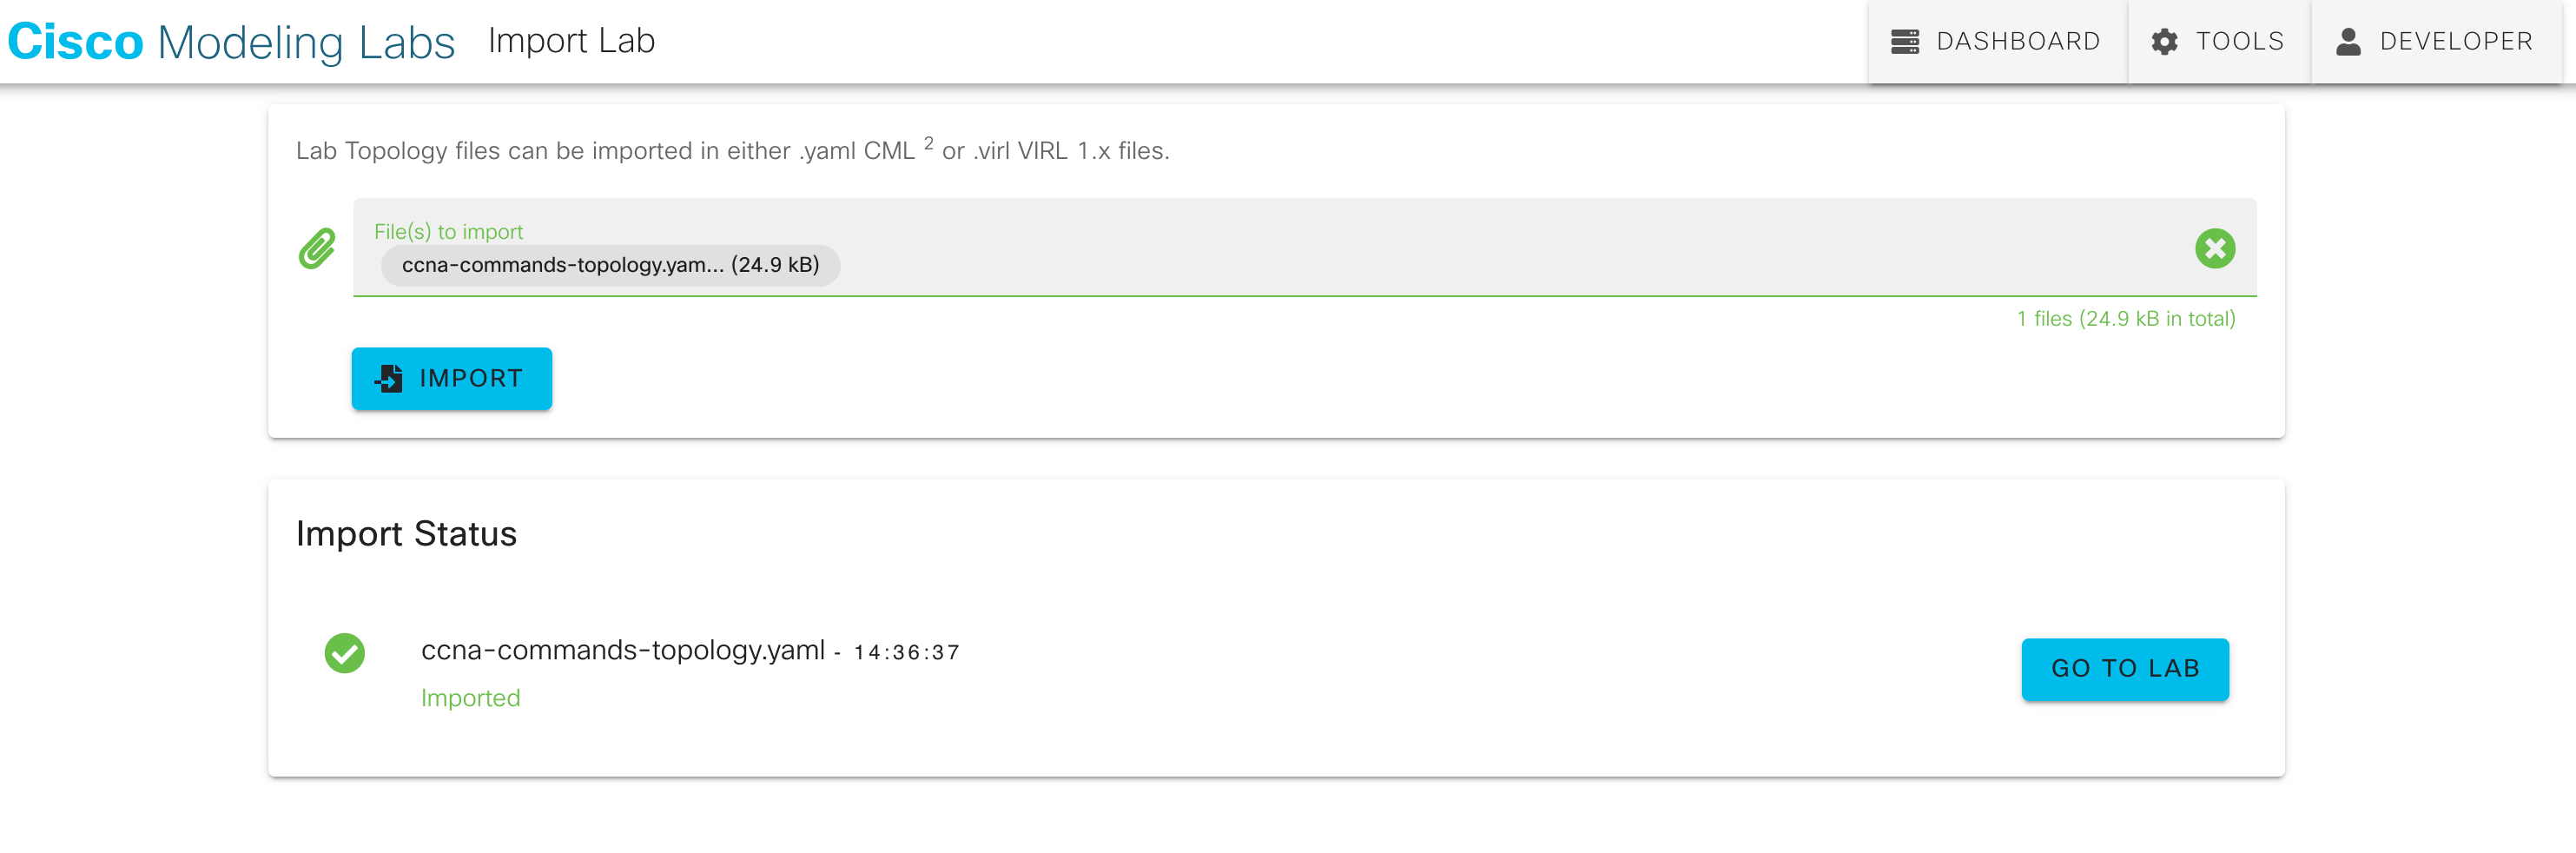 Cisco Modeling Labs Import Lab DASHBOARD TOOLS DEVELOPER
Lab Topology files can be imported in either .yaml CML 2 or .virl VIRL 1.x files.
File(s) to import
ccna-commands-topology.yam... (24.9 kB)
1 files (24.9 kB in total)
IMPORT
Import Status
ccna-commands-topology.yaml - 14:36:37
Imported
GO TO LAB